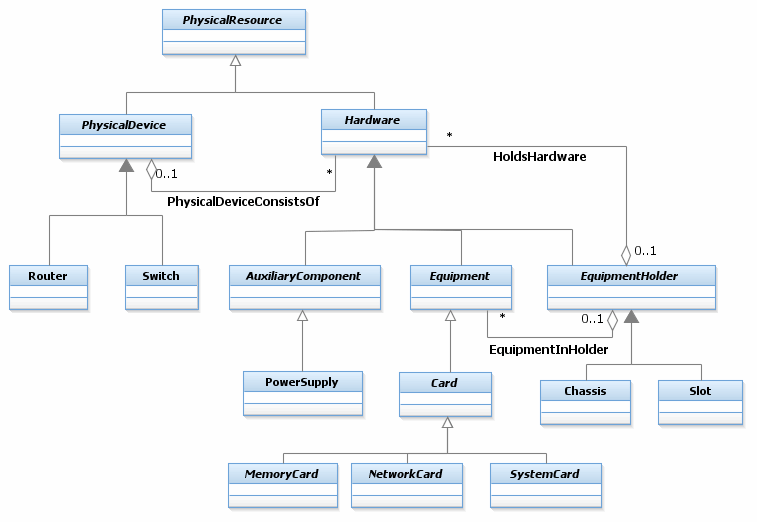 PhysicalResource
PhysicalDevice
Hardware
*
HoldsHardware
0..1
*
PhysicalDeviceConsistsOf
0..1
Router
Switch
AuxiliaryComponent
Equipment
EquipmentHolder
*
0..1
EquipmentInHolder
PowerSupply
Card
Chassis
Slot
MemoryCard
NetworkCard
SystemCard